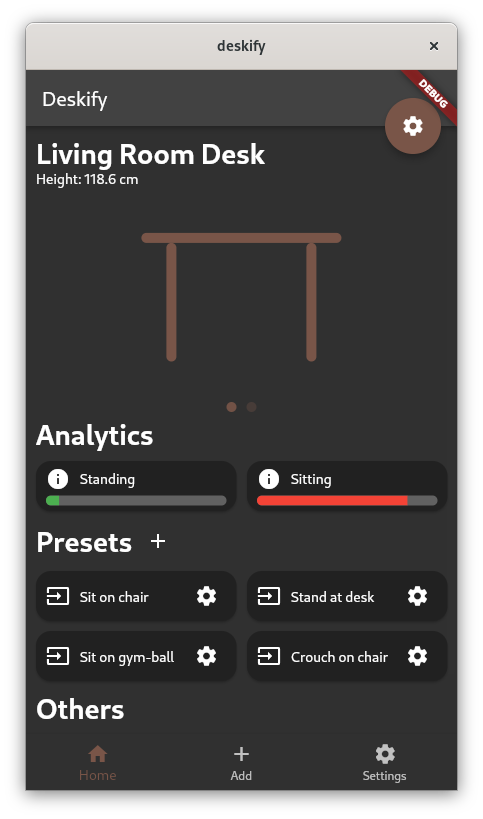 deskify
Deskify
DEBUG
Living Room Desk
Height: 118.6 cm
Analytics
Standing
Sitting
Presets
Sit on chair
Stand at desk
Sit on gym-ball
Crouch on chair
Others
Home
Add
Settings